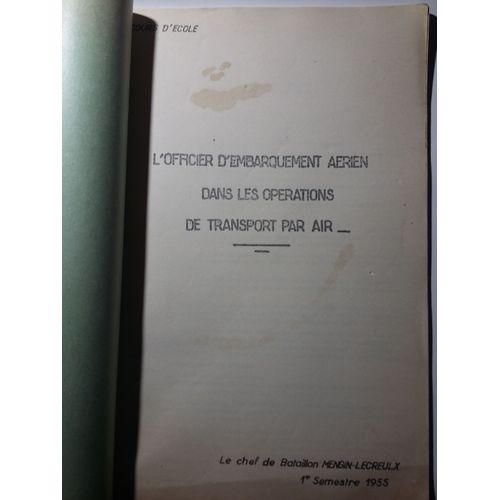 COURS D'ECOLE
L'OFFICIER D'EMBARQUEMENT AERIEN
DANS LES OPERATIONS
DE TRANSPORT PAR AIR_
Le chef de Bataillon MENGIN-LECREULX
1er Semestre 1955